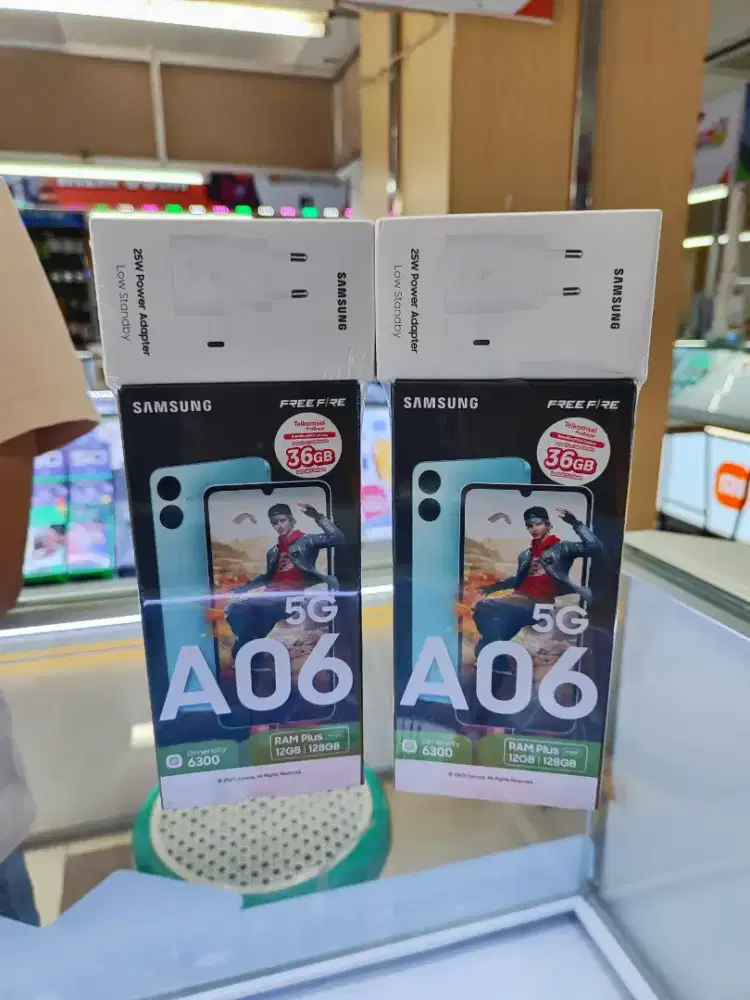 25W Power Adapter
Low Standby
SAMSUNG
25W Power Adapter
Low Standby
SAMSUNG
SAMSUNG
FREE FIRE
Telkomsel
36GB
5G
A06
Dimensity
6300
RAM Plus
12GB | 128GB
SAMSUNG
FREE FIRE
Telkomsel
36GB
5G
A06
Dimensity
6300
RAM Plus
12GB | 128GB